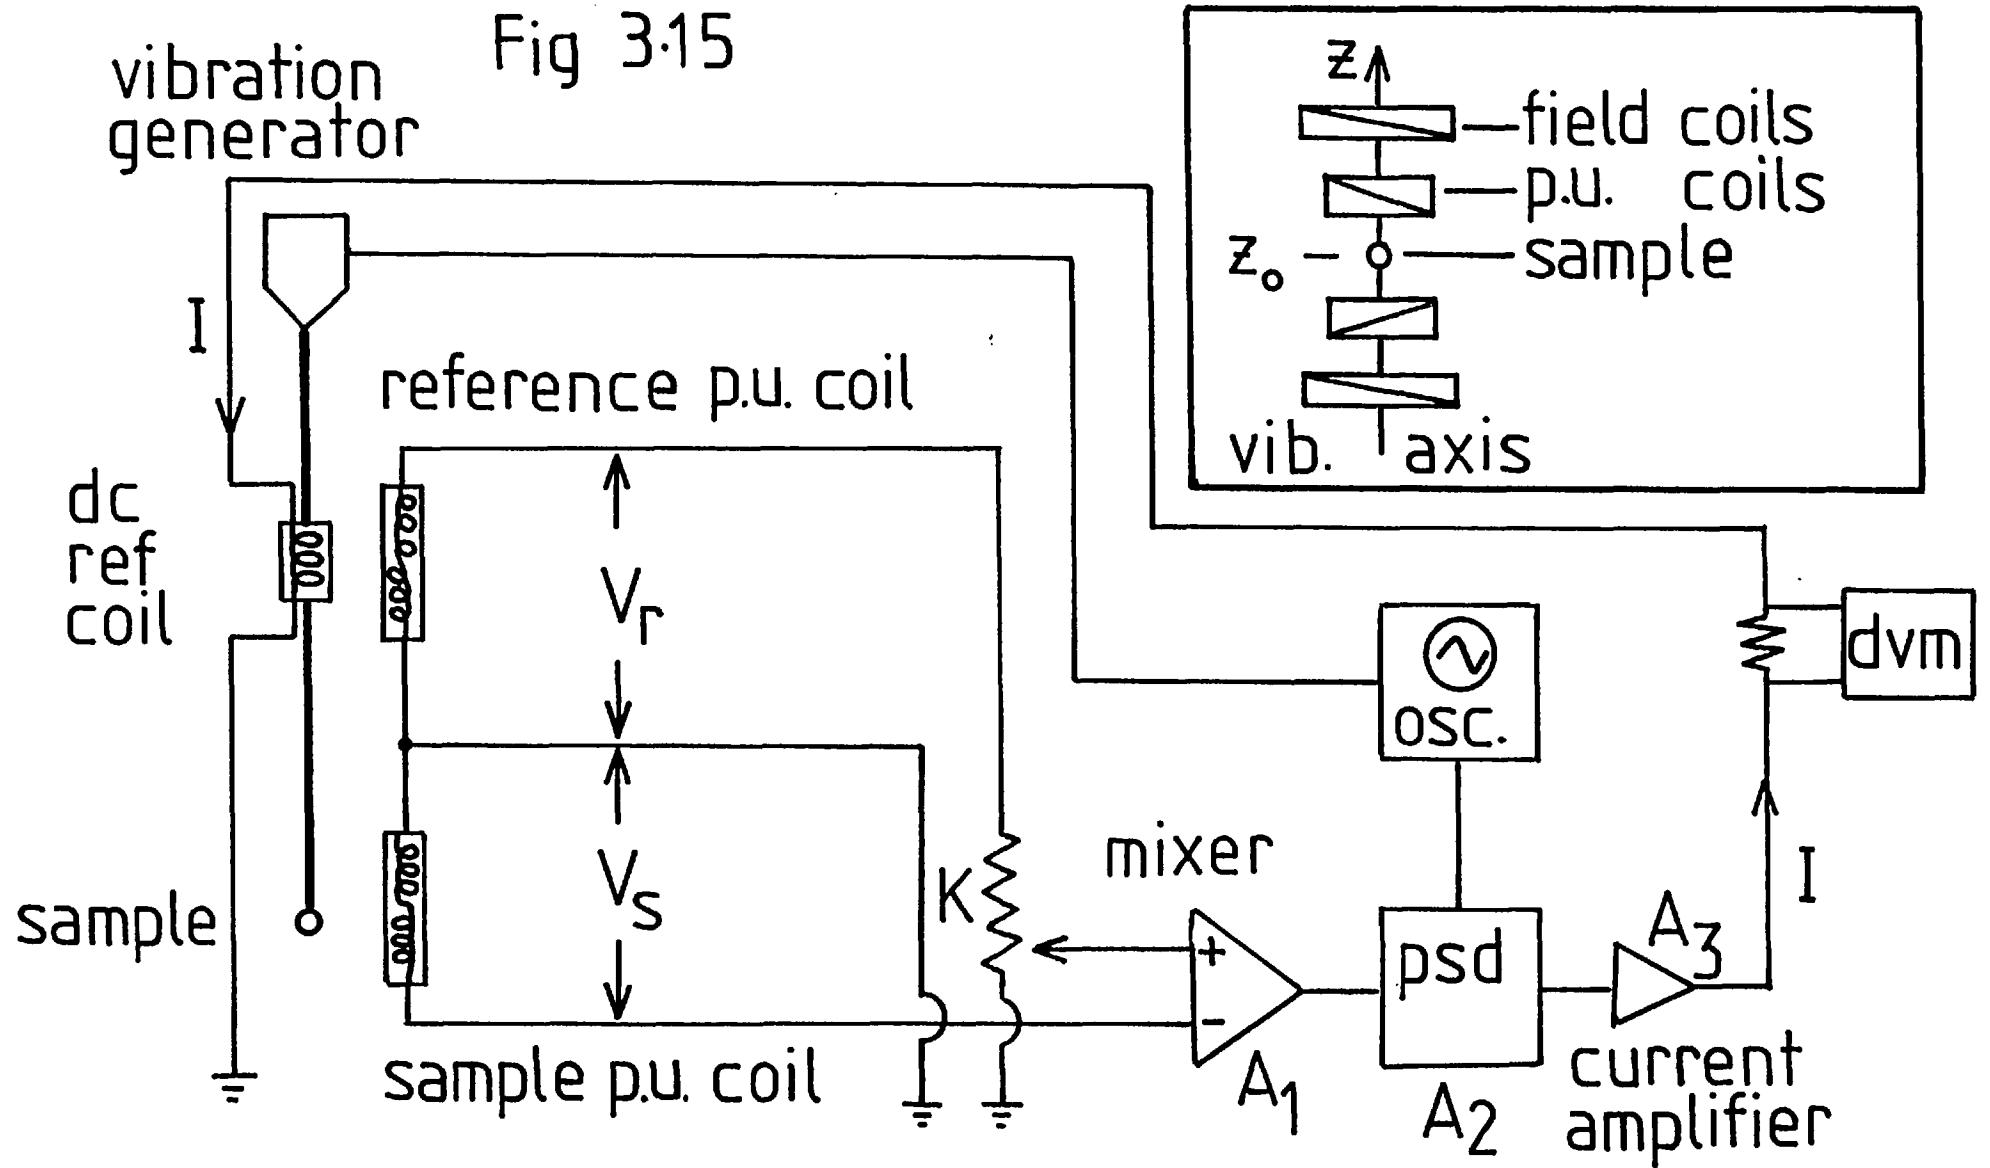 Fig 3·15
vibration
generator
I
dc
ref
coil
sample
reference p.u. coil
Vr
Vs
sample p.u. coil
K
mixer
+
−
A1
psd
A2
osc.
A3
current
amplifier
I
dvm
z
field coils
p.u. coils
z₀ – sample
vib. axis